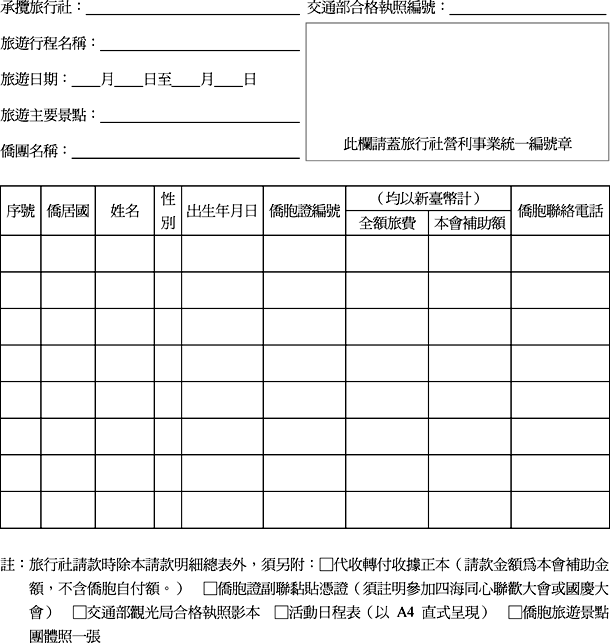 承攬旅行社：
交通部合格執照編號：
旅遊行程名稱：
旅遊日期：　月　日至　月　日
旅遊主要景點：
僑團名稱：
此欄請蓋旅行社營利事業統一編號章
序號 僑居國 姓名 性別 出生年月日 僑胞證編號 （均以新臺幣計） 僑胞聯絡電話
全額旅費 本會補助額
註：旅行社請款時除本請款明細總表外，須另附：□代收轉付收據正本（請款金額為本會補助金
額，不含僑胞自付額。） □僑胞證副聯黏貼憑證（須註明參加四海同心聯歡大會或國慶大
會） □交通部觀光局合格執照影本 □活動日程表（以 A4 直式呈現） □僑胞旅遊景點
團體照一張